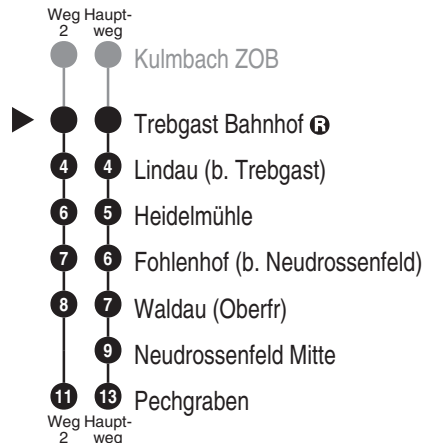 Weg Haupt-
2 weg
Kulmbach ZOB
Trebgast Bahnhof R
4 4 Lindau (b. Trebgast)
6 5 Heidelmühle
7 6 Fohlenhof (b. Neudrossenfeld)
8 7 Waldau (Oberfr)
9 Neudrossenfeld Mitte
11 13 Pechgraben
Weg Haupt-
2 weg